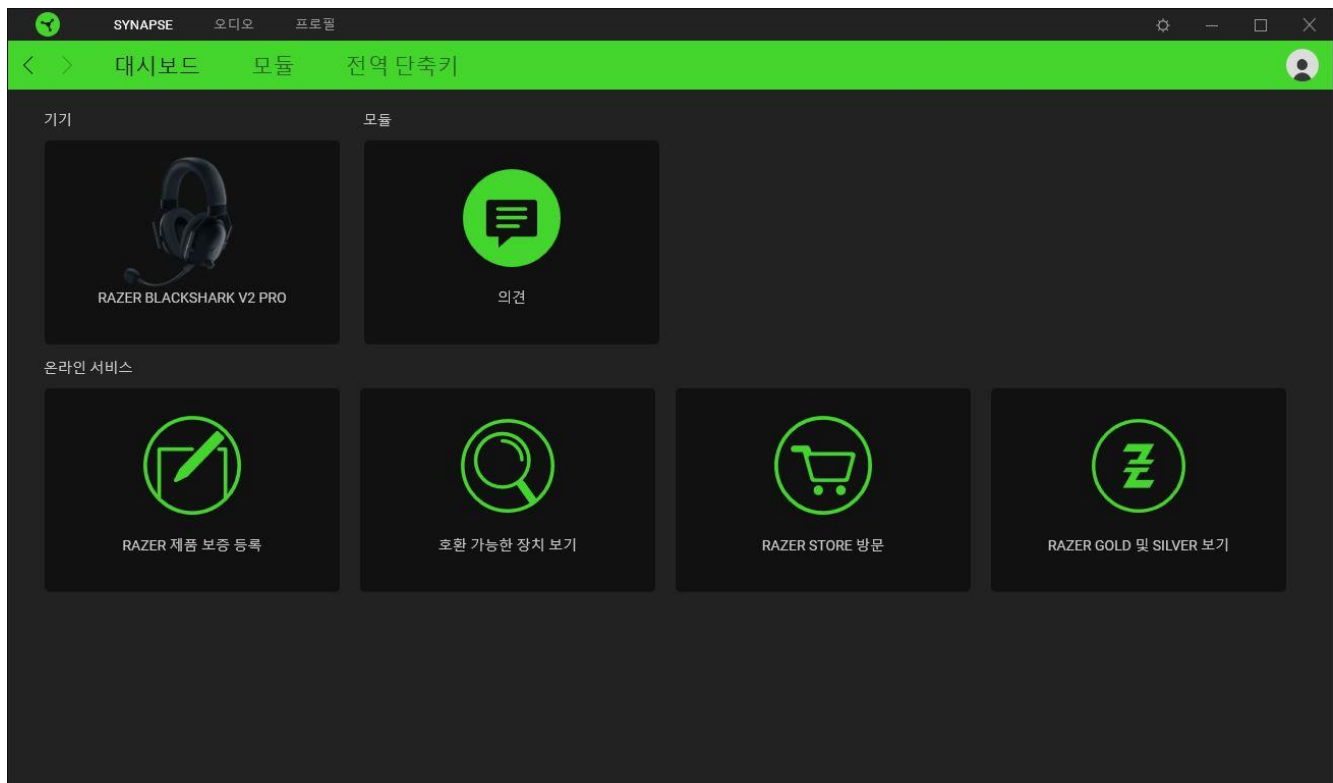 SYNAPSE 오디오 프로필
대시보드 모듈 전역 단축키
기기 모듈
RAZER BLACKSHARK V2 PRO 의견
온라인 서비스
RAZER 제품 보증 등록 호환 가능한 장치 보기 RAZER STORE 방문 RAZER GOLD 및 SILVER 보기